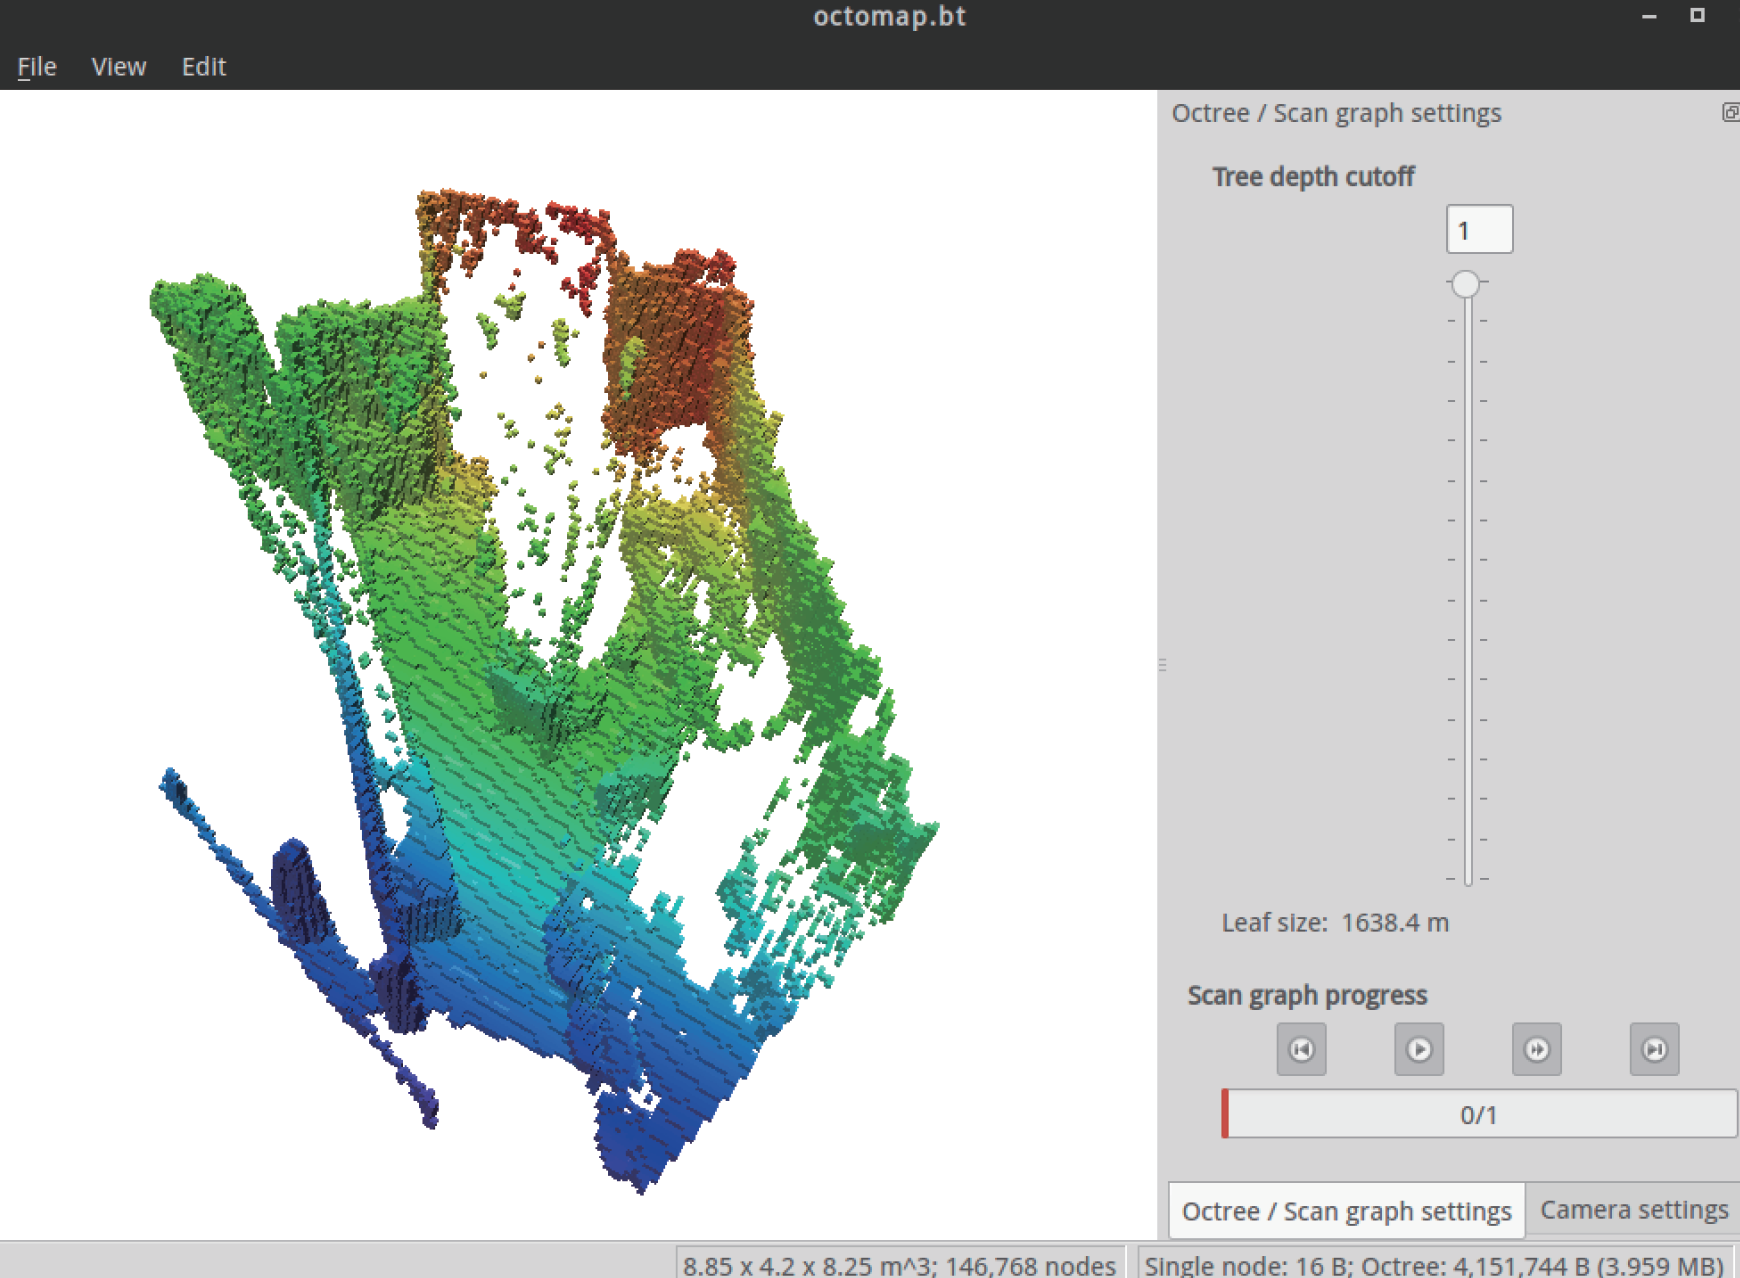 octomap.bt
File View Edit
Octree / Scan graph settings
Tree depth cutoff
1
Leaf size: 1638.4 m
Scan graph progress
0/1
Octree / Scan graph settings Camera settings
8.85 x 4.2 x 8.25 m^3; 146,768 nodes Single node: 16 B; Octree: 4,151,744 B (3.959 MB)